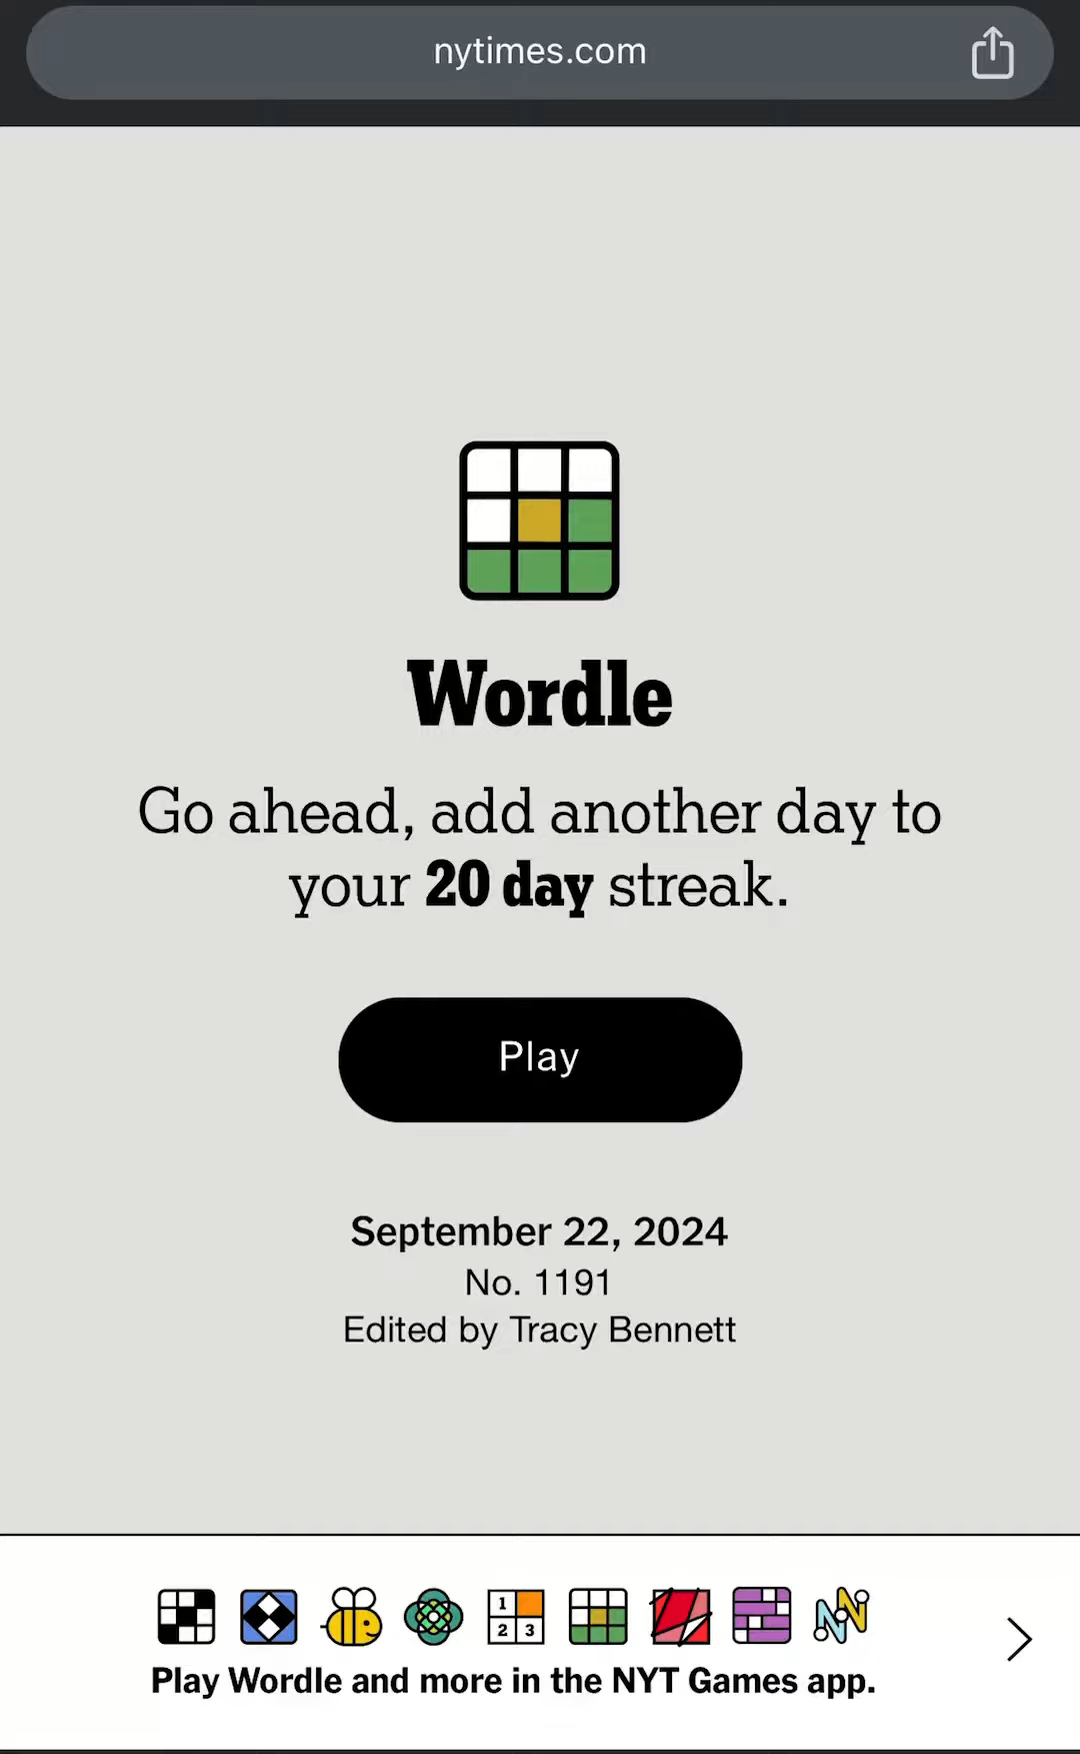 nytimes.com
Wordle
Go ahead, add another day to
your 20 day streak.
Play
September 22, 2024
No. 1191
Edited by Tracy Bennett
1
2 3
Play Wordle and more in the NYT Games app.